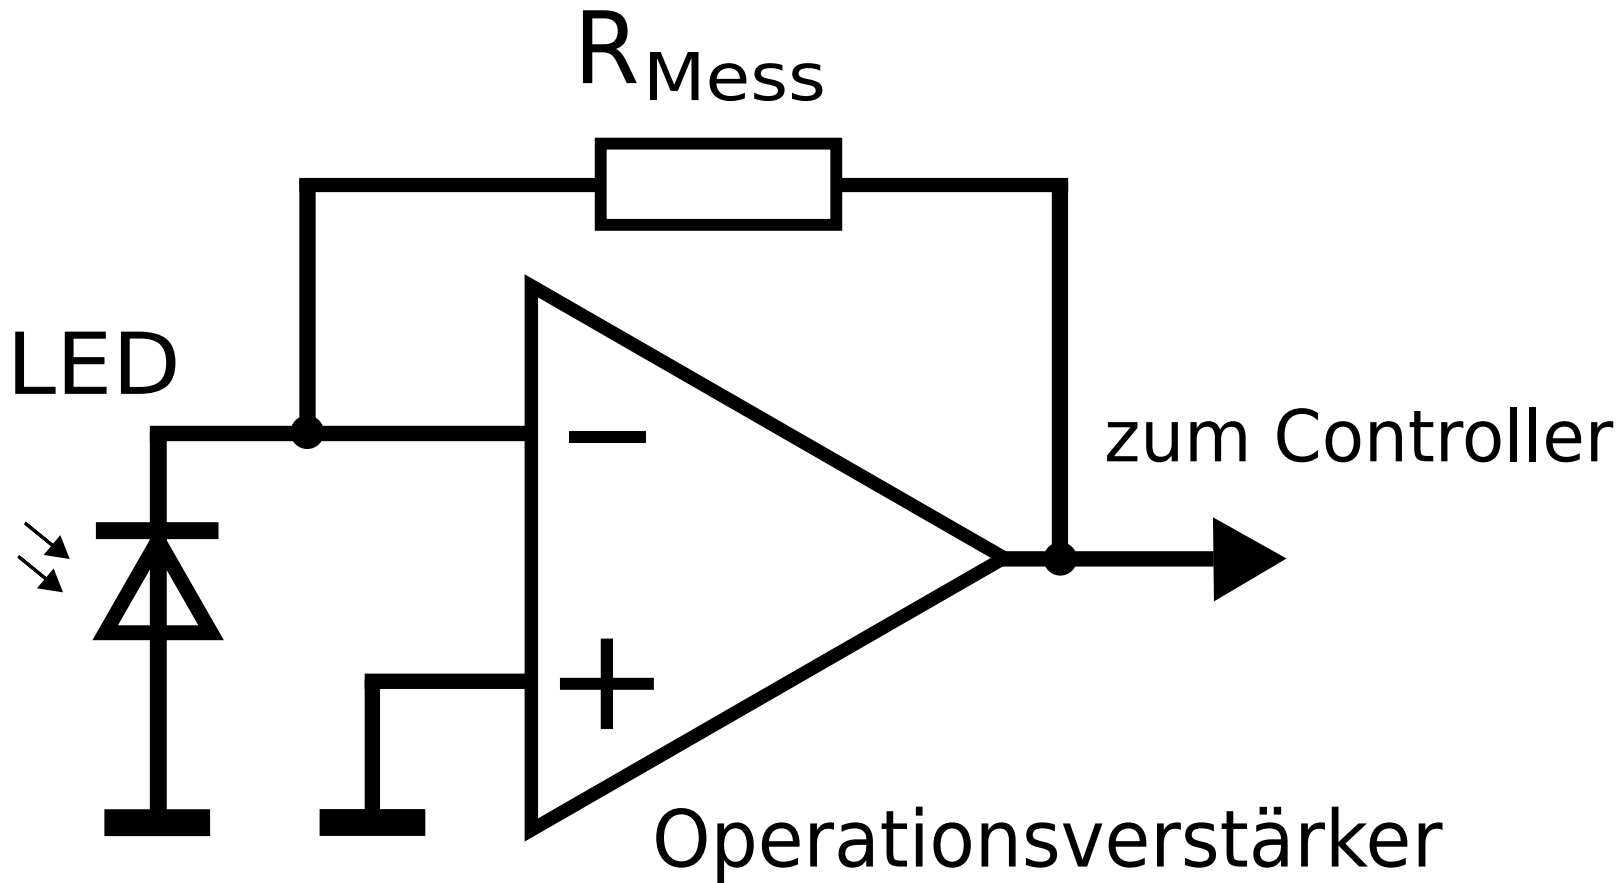 RMess
LED
zum Controller
−
+
Operationsverstärker